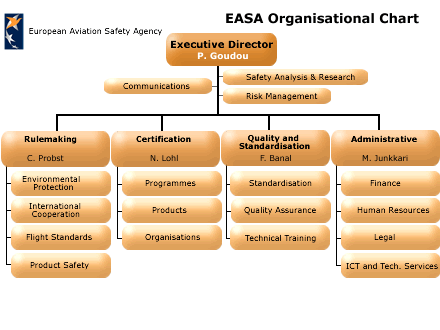 EASA Organisational Chart
European Aviation Safety Agency
Executive Director
P. Goudou
Safety Analysis & Research
Communications
Risk Management
Rulemaking
C. Probst
Certification
N. Lohl
Quality and
Standardisation
F. Banal
Administrative
M. Junkkari
Environmental
Protection
Programmes
Standardisation
Finance
International
Cooperation
Products
Quality Assurance
Human Resources
Flight Standards
Organisations
Technical Training
Legal
Product Safety
ICT and Tech. Services